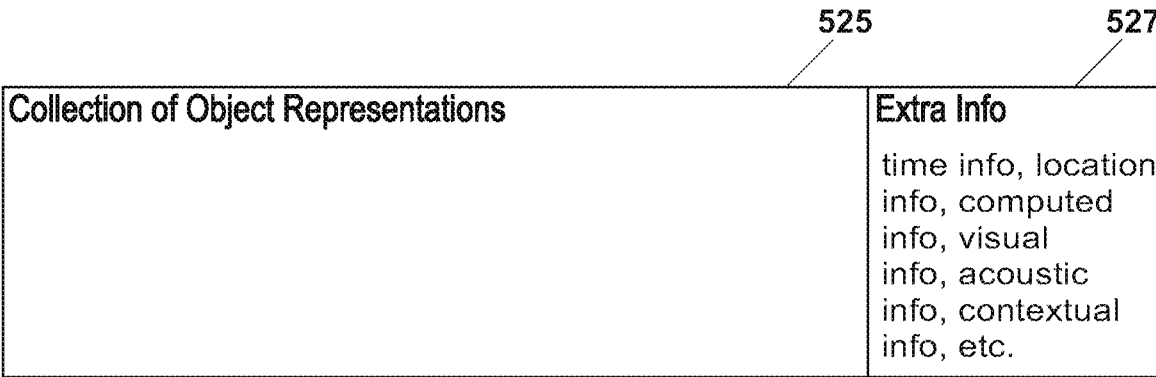 525 527
Collection of Object Representations
Extra Info
time info, location
info, computed
info, visual
info, acoustic
info, contextual
info, etc.